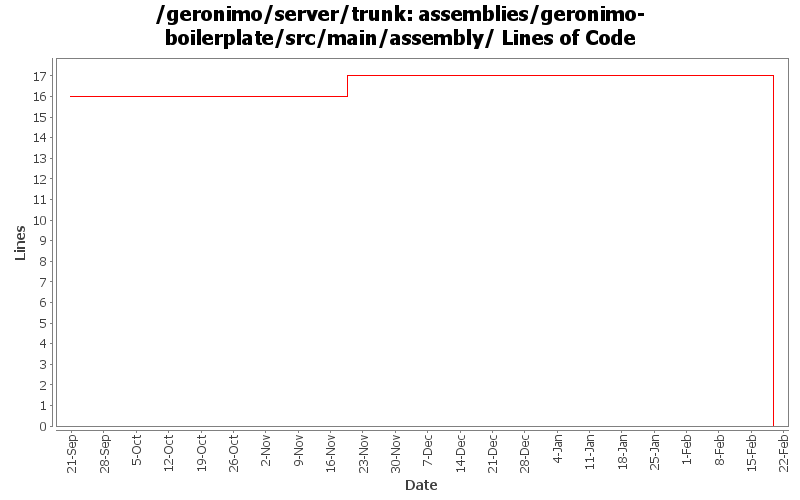 /geronimo/server/trunk: assemblies/geronimo-
boilerplate/src/main/assembly/ Lines of Code
17
16
15
14
13
12
11
10
9
8
7
6
5
4
3
2
1
0
Lines
21-Sep
28-Sep
5-Oct
12-Oct
19-Oct
26-Oct
2-Nov
9-Nov
16-Nov
23-Nov
30-Nov
7-Dec
14-Dec
21-Dec
28-Dec
4-Jan
11-Jan
18-Jan
25-Jan
1-Feb
8-Feb
15-Feb
22-Feb
Date